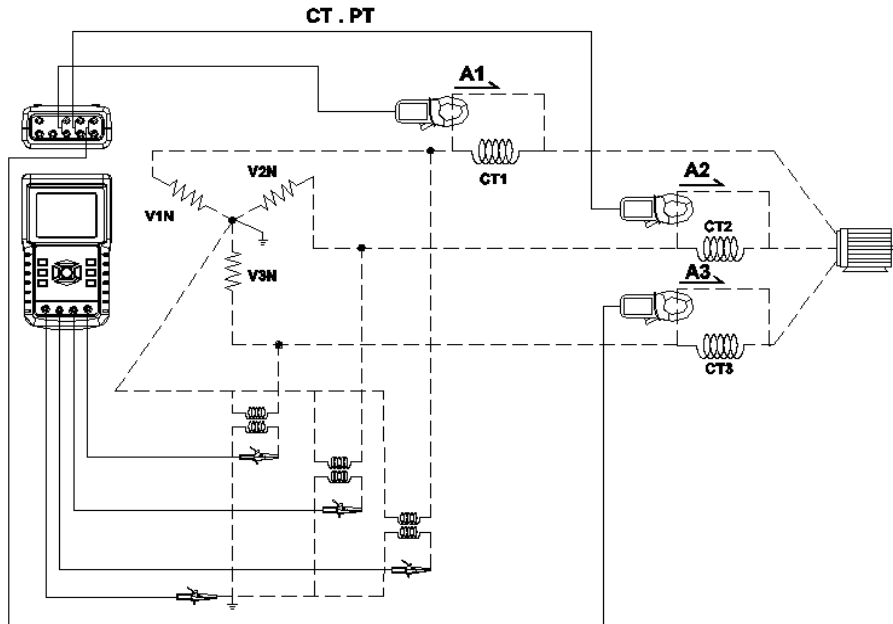 CT . PT
A1
V2N
CT1
A2
V1N
CT2
V3N
A3
CT3